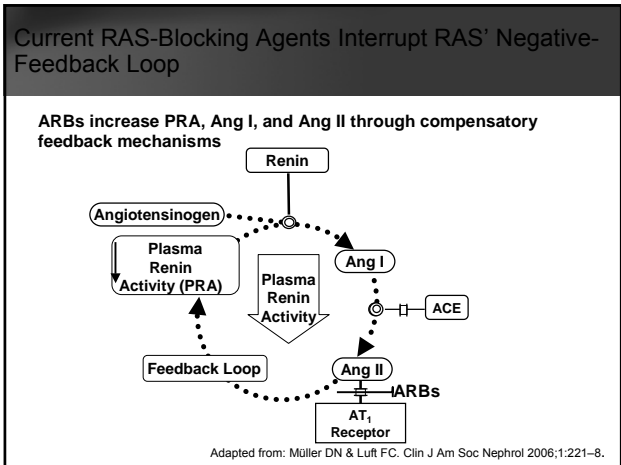 Current RAS-Blocking Agents Interrupt RAS' Negative-
Feedback Loop
ARBs increase PRA, Ang I, and Ang II through compensatory
feedback mechanisms
Renin
Angiotensinogen
Plasma
Renin
Activity (PRA)
Plasma
Renin
Activity
Ang I
ACE
Feedback Loop
Ang II
ARBs
AT1
Receptor
Adapted from: Müller DN & Luft FC. Clin J Am Soc Nephrol 2006;1:221–8.